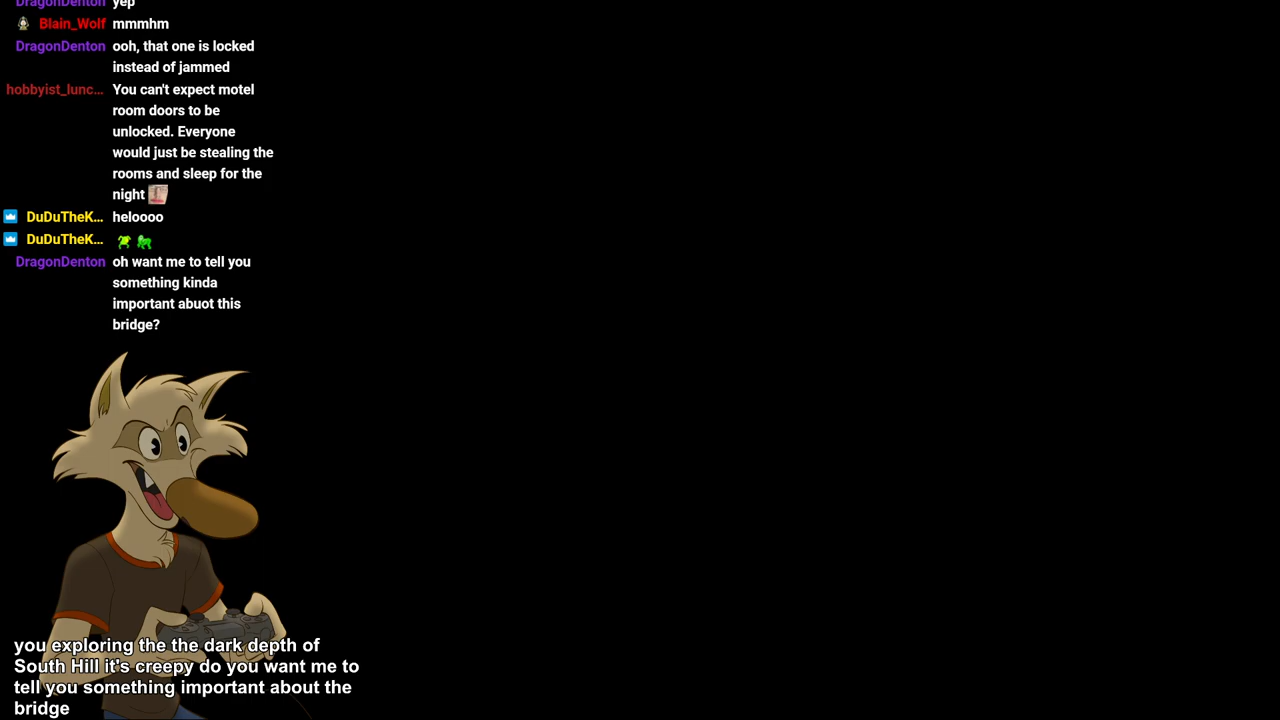 DragonDenton yep
Blain_Wolf mmmhm
DragonDenton ooh, that one is locked
instead of jammed
hobbyist_lunc... You can't expect motel
room doors to be
unlocked. Everyone
would just be stealing the
rooms and sleep for the
night
DuDuTheK... heloooo
DuDuTheK...
DragonDenton oh want me to tell you
something kinda
important abuot this
bridge?
you exploring the the dark depth of
South Hill it's creepy do you want me to
tell you something important about the
bridge